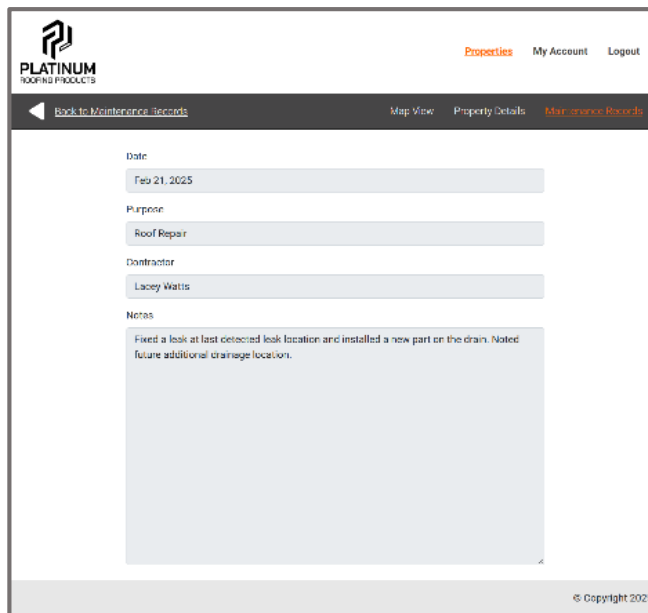 PLATINUM
ROOFING PRODUCTS
Properties My Account Logout
Back to Maintenance Records Map View Property Details Maintenance Records
Date
Feb 21, 2025
Purpose
Roof Repair
Contractor
Lacey Watts
Notes
Fixed a leak at last detected leak location and installed a new part on the drain. Noted
future additional drainage location.
© Copyright 202